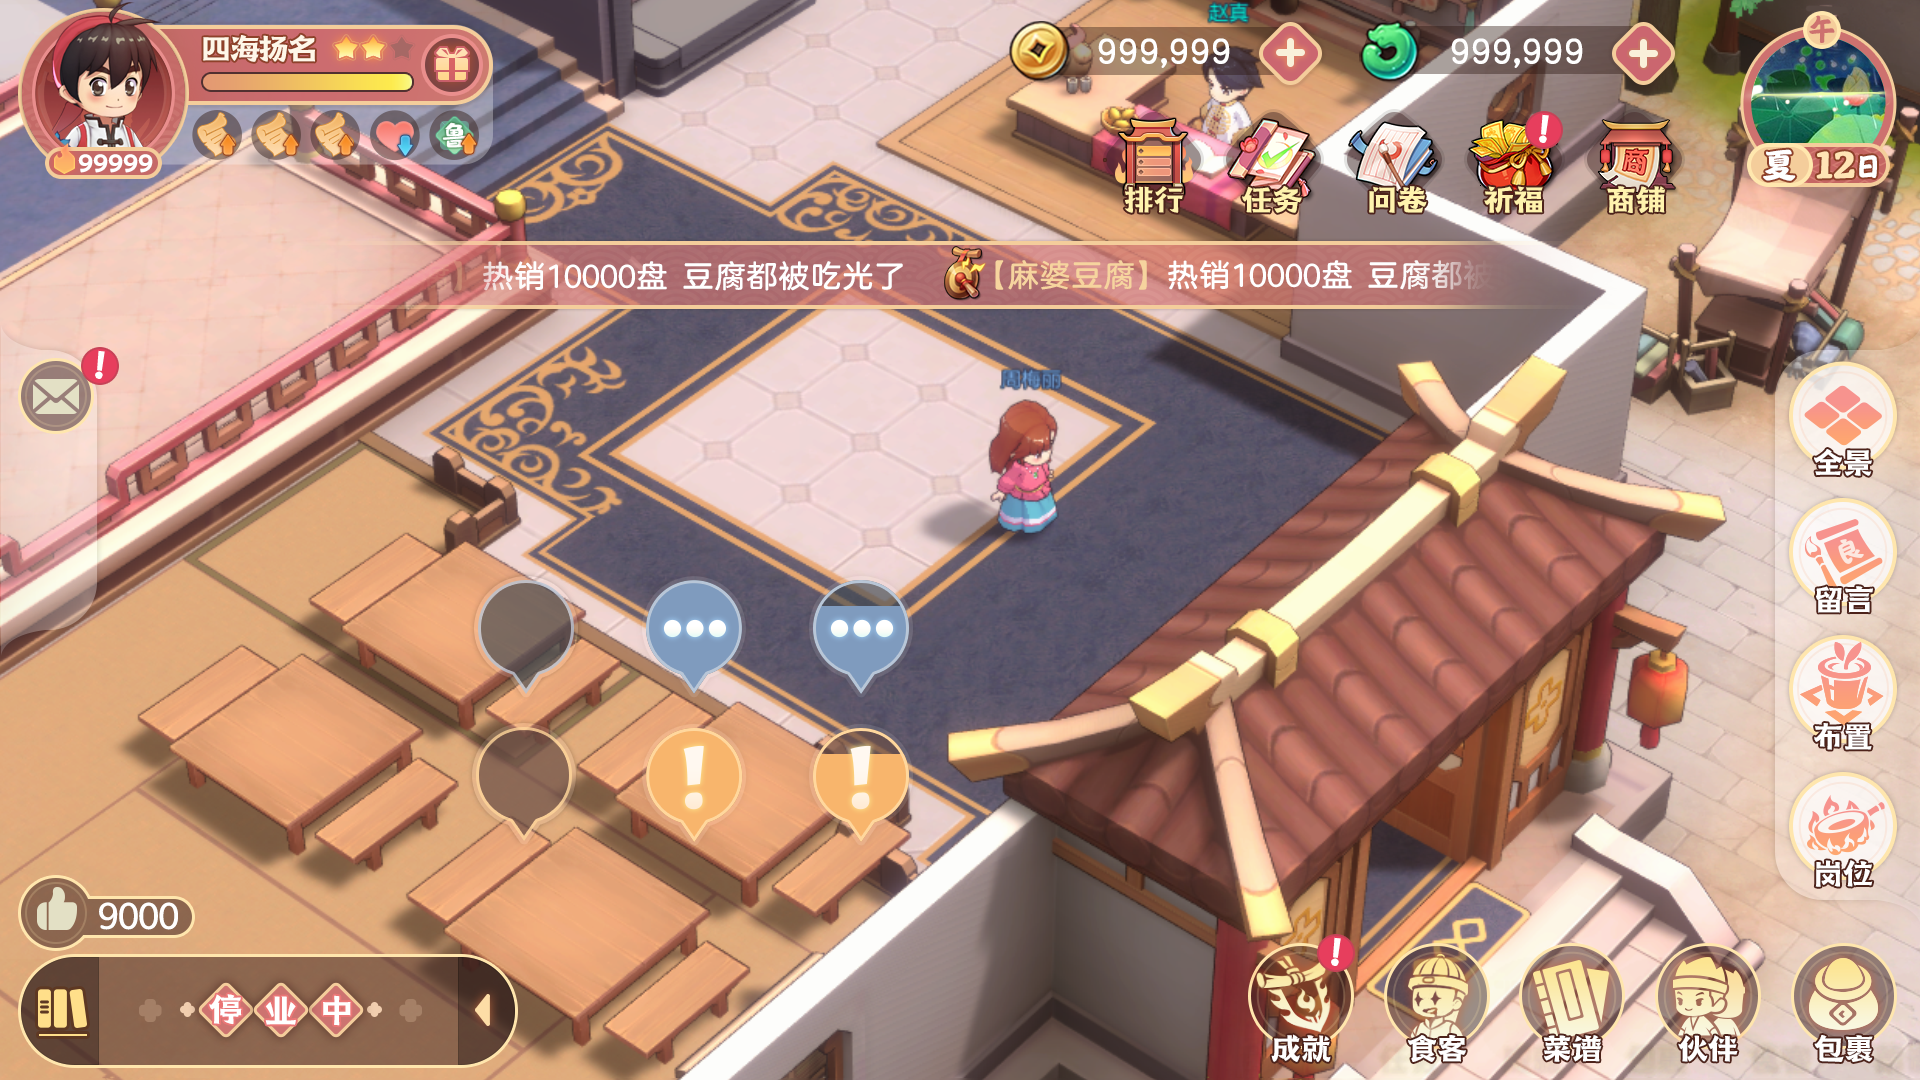 赵真
四海扬名
999,999
999,999
午
鲁
99999
夏 12日
商
排行
任务
问卷
祈福
商铺
热销10000盘 豆腐都被吃光了
【麻婆豆腐】热销10000盘 豆腐都被
周梅丽
全景
良
留言
布置
岗位
9000
停业中
成就
食客
菜谱
伙伴
包裹